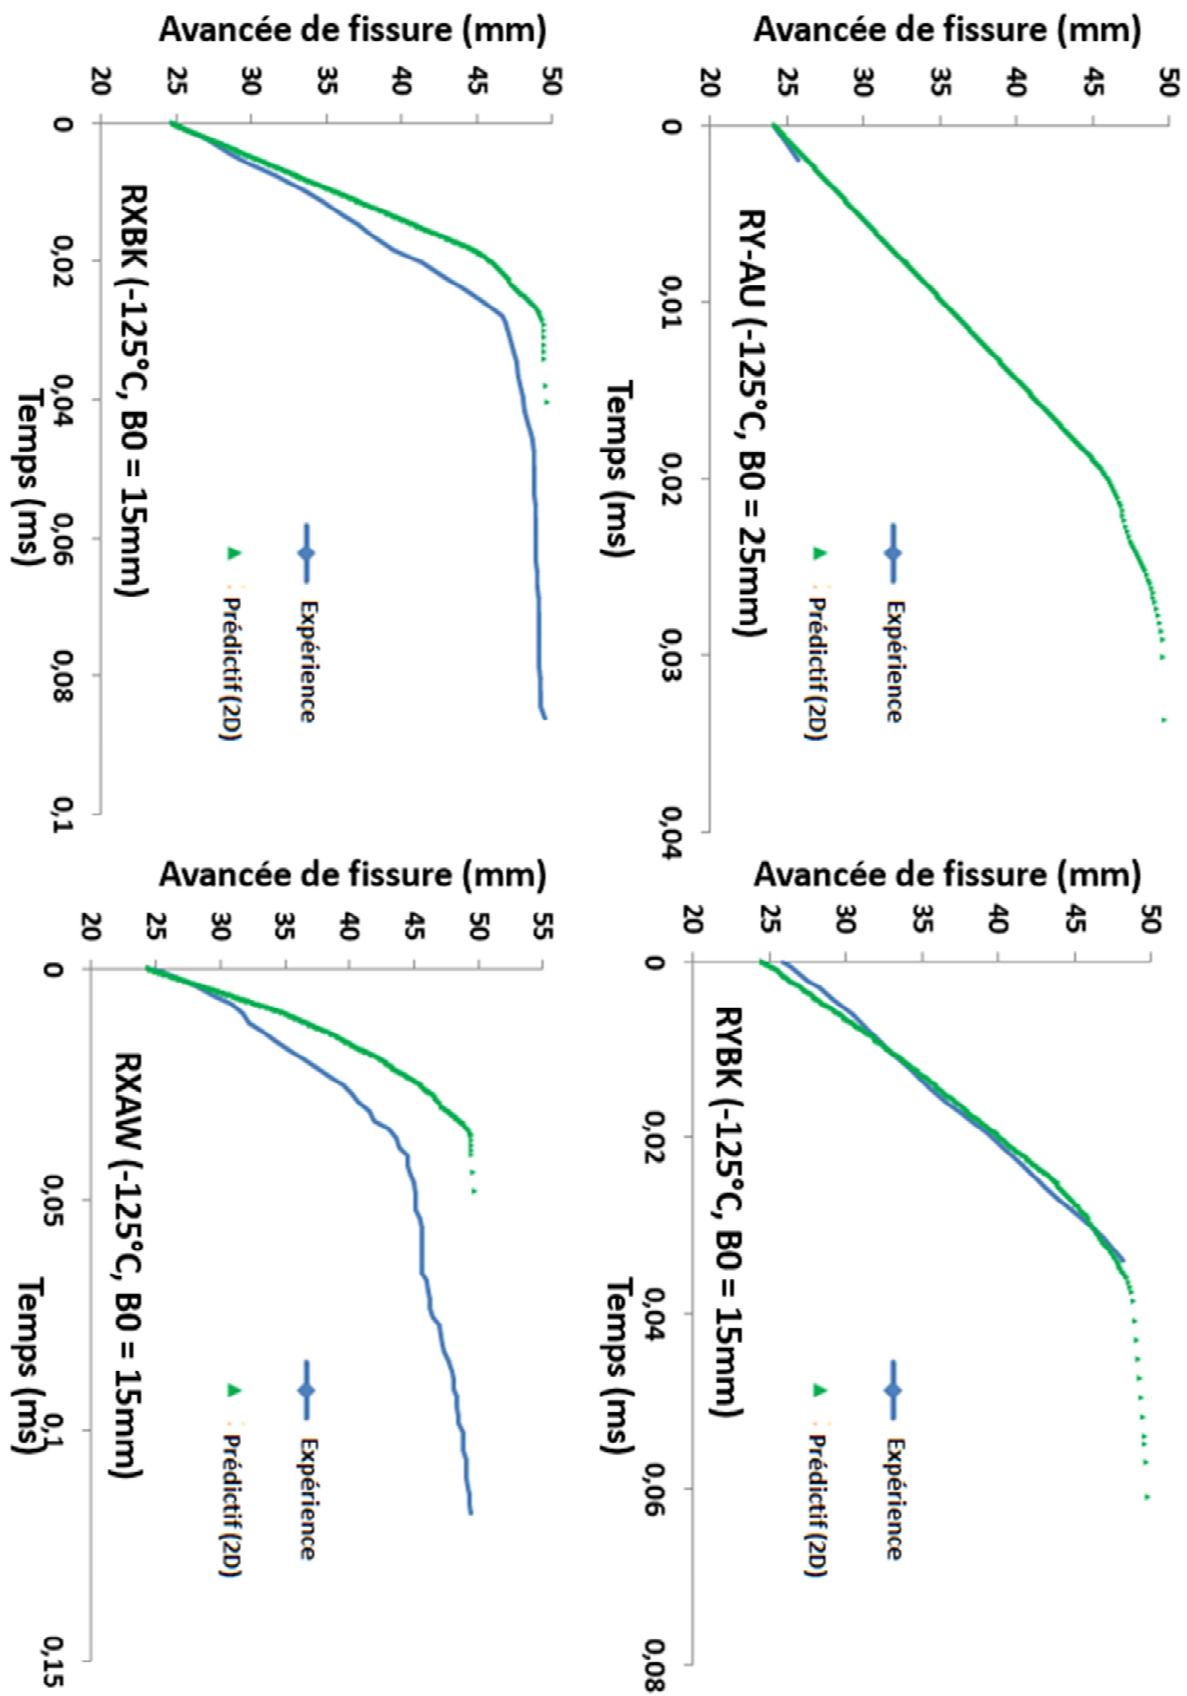 Avancée de fissure (mm)
50
45
40
35
30
25
20
0
0,01
0,02
0,03
0,04
Expérience
Prédictif (2D)
RY-AU (-125°C, B0 = 25mm)
Temps (ms)
Avancée de fissure (mm)
50
45
40
35
30
25
20
0
0,02
0,04
0,06
0,08
Expérience
Prédictif (2D)
RYBK (-125°C, B0 = 15mm)
Temps (ms)
Avancée de fissure (mm)
50
45
40
35
30
25
20
0
0,02
0,04
0,06
0,08
0,1
Expérience
Prédictif (2D)
RXBK (-125°C, B0 = 15mm)
Temps (ms)
Avancée de fissure (mm)
55
50
45
40
35
30
25
20
0
0,05
0,1
0,15
Expérience
Prédictif (2D)
RXAW (-125°C, B0 = 15mm)
Temps (ms)